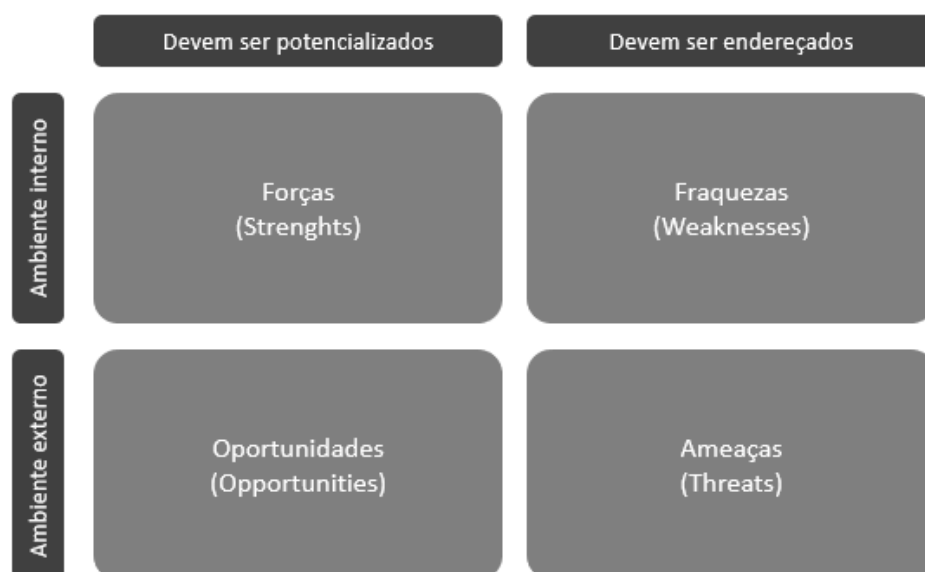 Devem ser potencializados
Devem ser endereçados
Ambiente interno
Forças
(Strenghts)
Fraquezas
(Weaknesses)
Ambiente externo
Oportunidades
(Opportunities)
Ameaças
(Threats)